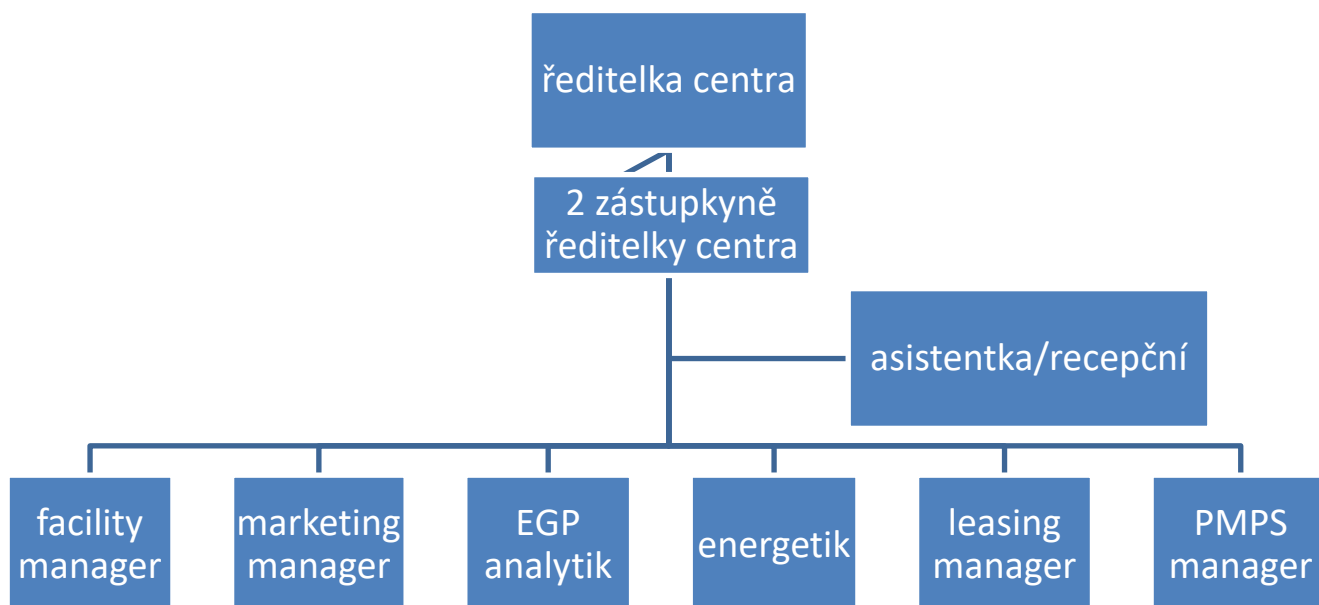 ředitelka centra
2 zástupkyně
ředitelky centra
asistentka/recepční
facility
manager
marketing
manager
EGP
analytik
energetik
leasing
manager
PMPS
manager